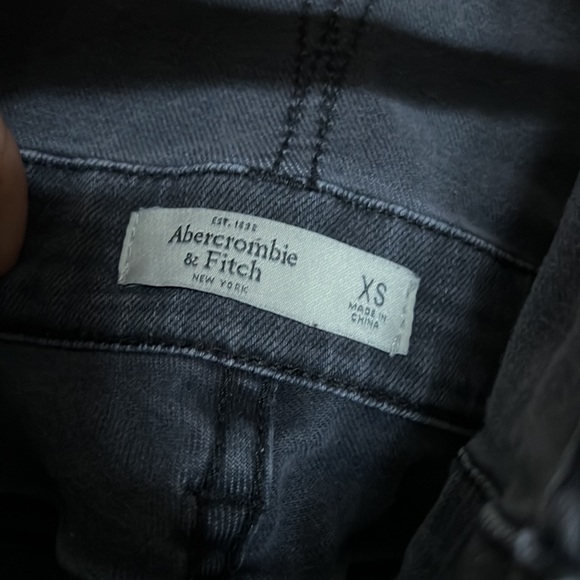 EST. 1892
Abercrombie
& Fitch
NEW YORK
XS
MADE IN
CHINA